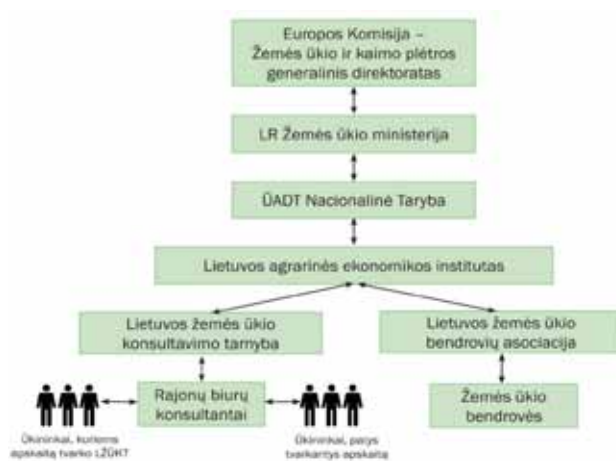 Europos Komisija –
Žemės ūkio ir kaimo plėtros
generalinis direktoratas
LR Žemės ūkio ministerija
ŪADT Nacionalinė Taryba
Lietuvos agrarinės ekonomikos institutas
Lietuvos žemės ūkio
konsultavimo tarnyba
Lietuvos žemės ūkio
bendrovių asociacija
Rajonų biurų
konsultantai
Žemės ūkio
bendrovės
Ūkininkai, kuriems
apskaitą tvarko LŽŪKT
Ūkininkai, patys
tvarkantys apskaitą